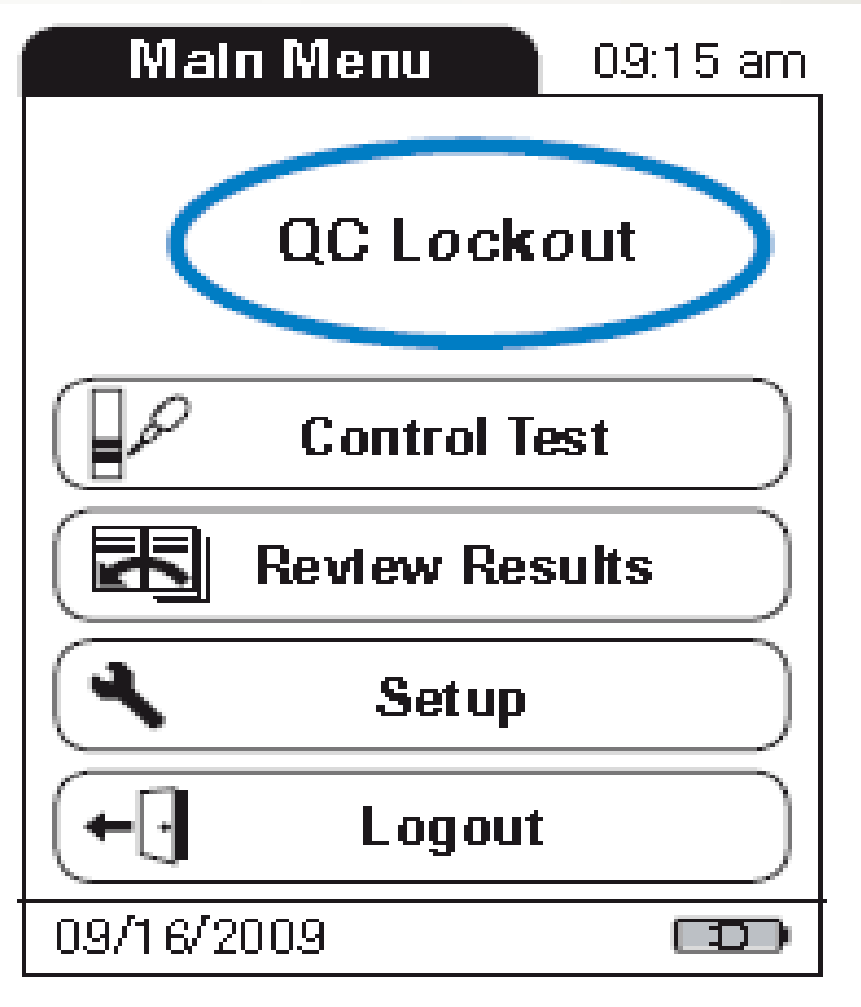 Main Menu
09:15 am
QC Lockout
Control Test
Review Results
Setup
Logout
09/16/2009